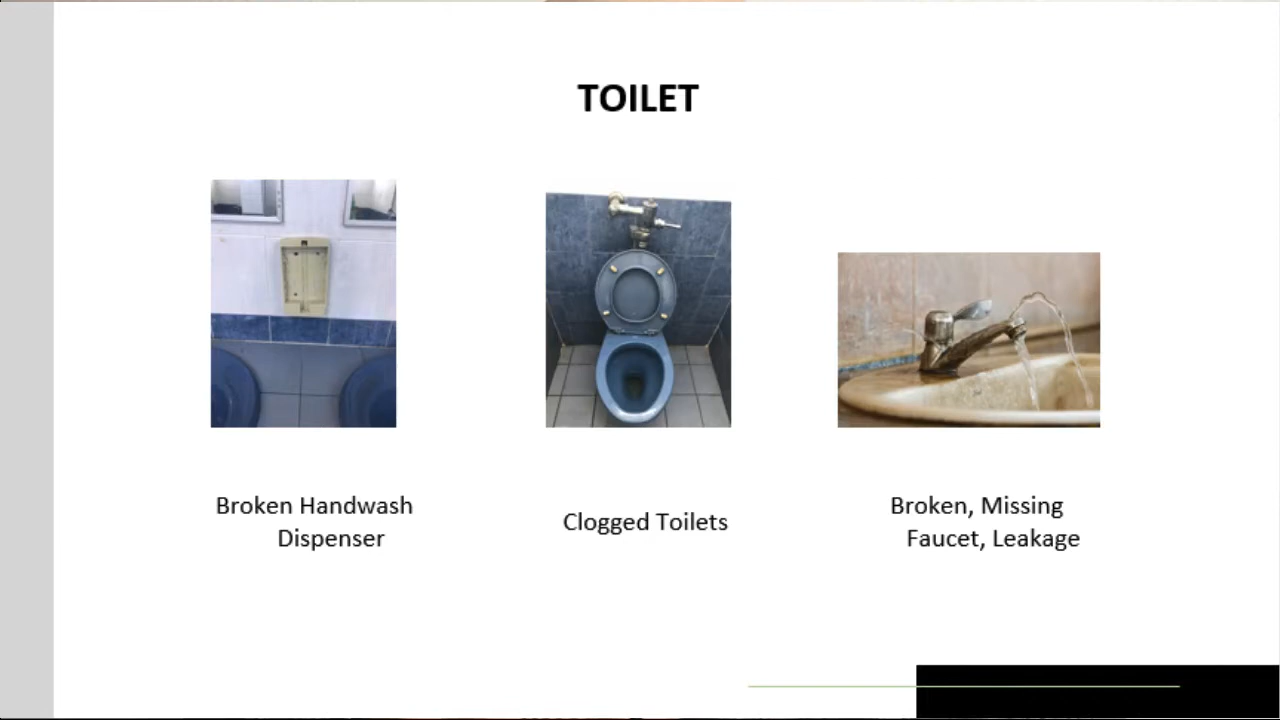 TOILET
Broken Handwash
Dispenser
Clogged Toilets
Broken, Missing
Faucet, Leakage